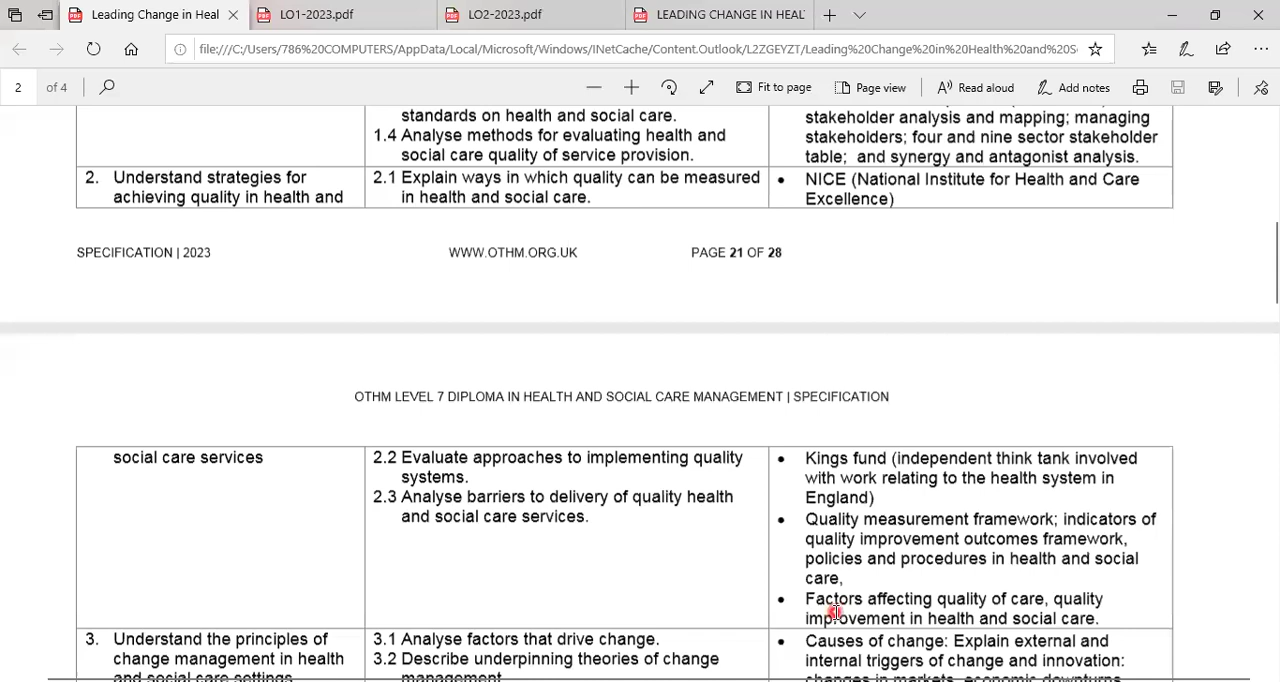 Leading Change in Heal
LO1-2023.pdf
LO2-2023.pdf
LEADING CHANGE IN HEAL
file:///C:/Users/786%20COMPUTERS/AppData/Local/Microsoft/Windows/INetCache/Content.Outlook/L2ZGEYZT/Leading%20Change%20in%20Health%20and%20S
2 of 4
Fit to page
Page view
Read aloud
Add notes
standards on health and social care.
1.4 Analyse methods for evaluating health and
social care quality of service provision.
stakeholder analysis and mapping; managing
stakeholders; four and nine sector stakeholder
table; and synergy and antagonist analysis.
2. Understand strategies for
achieving quality in health and
2.1 Explain ways in which quality can be measured
in health and social care.
• NICE (National Institute for Health and Care
Excellence)
SPECIFICATION | 2023 WWW.OTHM.ORG.UK PAGE 21 OF 28
OTHM LEVEL 7 DIPLOMA IN HEALTH AND SOCIAL CARE MANAGEMENT | SPECIFICATION
social care services
2.2 Evaluate approaches to implementing quality
systems.
2.3 Analyse barriers to delivery of quality health
and social care services.
• Kings fund (independent think tank involved
with work relating to the health system in
England)
• Quality measurement framework; indicators of
quality improvement outcomes framework,
policies and procedures in health and social
care,
• Factors affecting quality of care, quality
improvement in health and social care.
3. Understand the principles of
change management in health
and social care settings
3.1 Analyse factors that drive change.
3.2 Describe underpinning theories of change
management
• Causes of change: Explain external and
internal triggers of change and innovation:
changes in markets, economic downturns